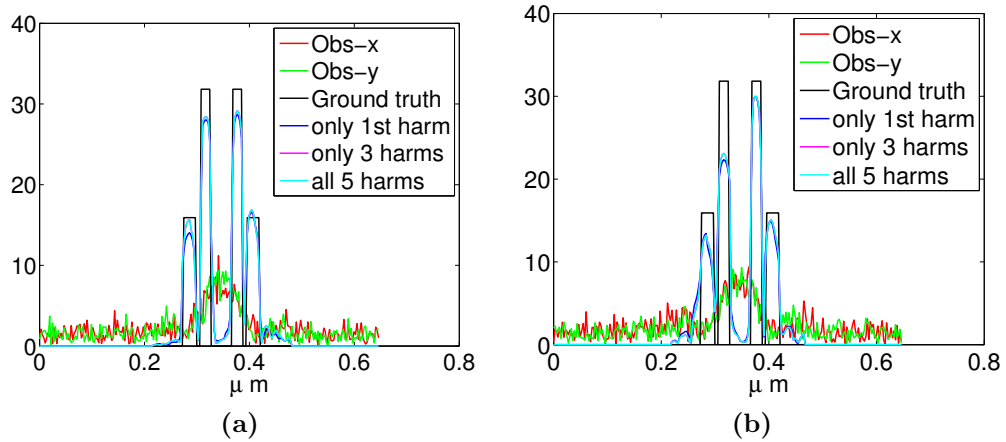 40
30
20
10
0
0
0.2
0.4
0.6
0.8
μ m
Obs-x
Obs-y
Ground truth
only 1st harm
only 3 harms
all 5 harms
(a)
40
30
20
10
0
0
0.2
0.4
0.6
0.8
μ m
Obs-x
Obs-y
Ground truth
only 1st harm
only 3 harms
all 5 harms
(b)